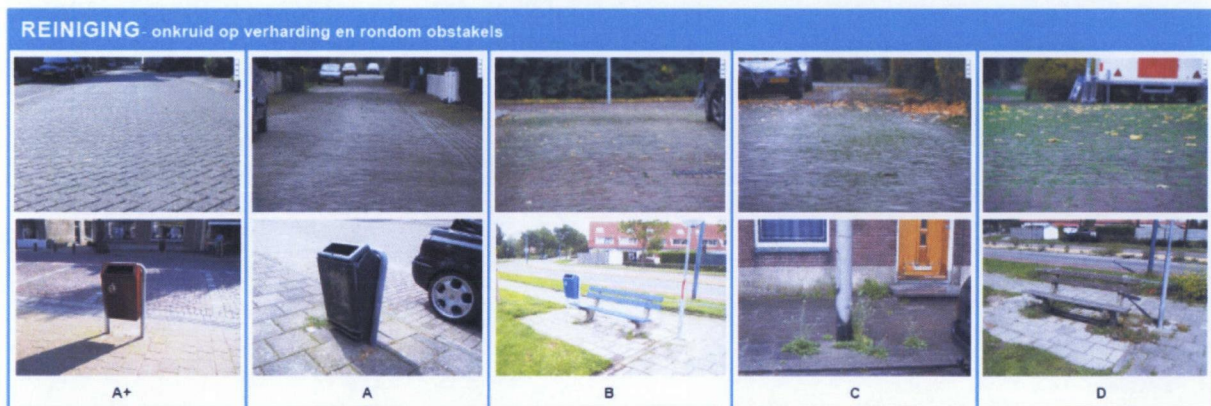 REINIGING - onkruid op verharding en rondom obstakels
A+
A
B
C
D